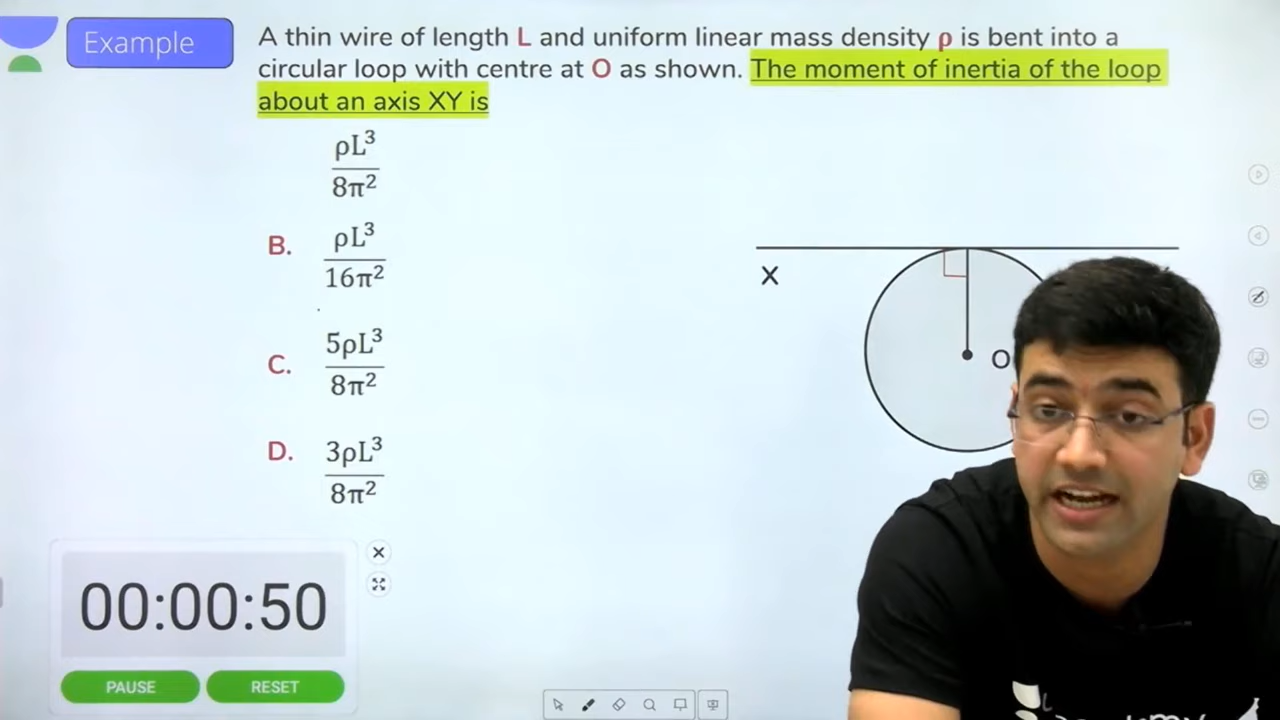 Example
A thin wire of length L and uniform linear mass density ρ is bent into a
circular loop with centre at O as shown. The moment of inertia of the loop
about an axis XY is
ρL³
8π²
B.
ρL³
16π²
C.
5ρL³
8π²
D.
3ρL³
8π²
X
O
00:00:50
PAUSE
RESET